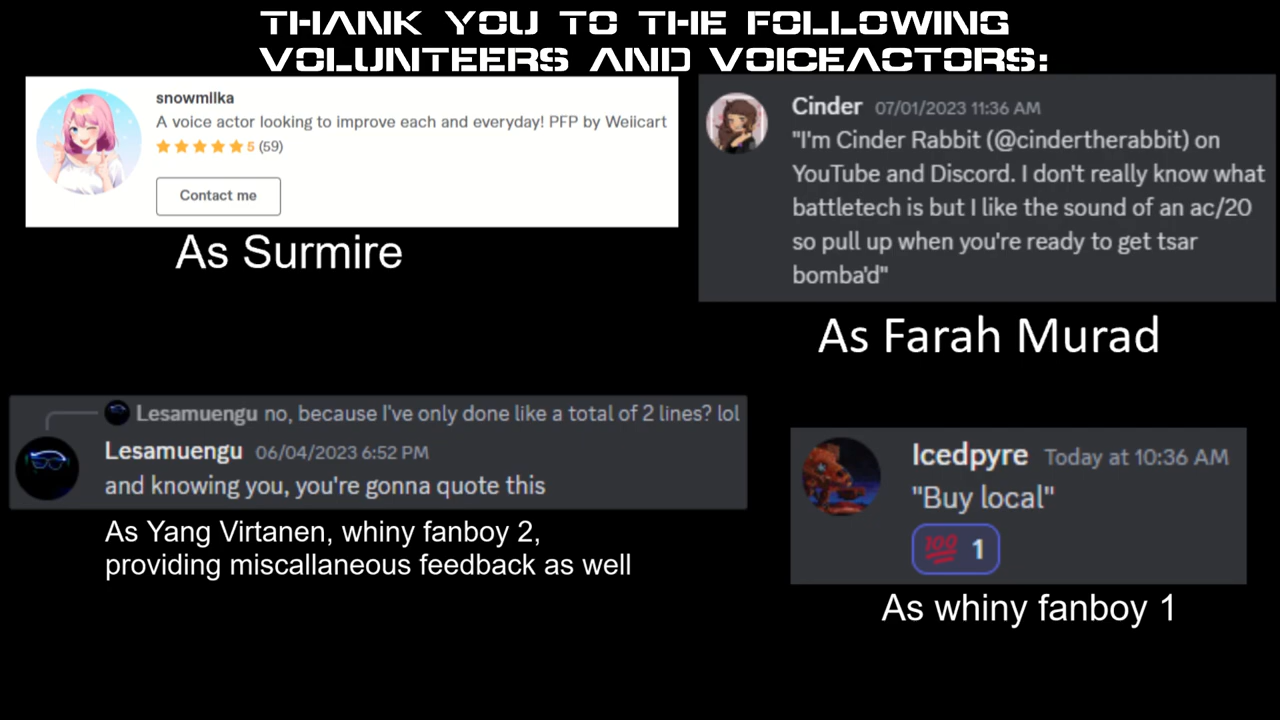 THANK YOU TO THE FOLLOWING
VOLUNTEERS AND VOICEACTORS:
snowmilka
A voice actor looking to improve each and everyday! PFP by Weiicart
5 (59)
Contact me
As Surmire
Cinder 07/01/2023 11:36 AM
"I'm Cinder Rabbit (@cindertherabbit) on
YouTube and Discord. I don't really know what
battletech is but I like the sound of an ac/20
so pull up when you're ready to get tsar
bomba'd"
As Farah Murad
Lesamuengu no, because I've only done like a total of 2 lines? lol
Lesamuengu 06/04/2023 6:52 PM
and knowing you, you're gonna quote this
As Yang Virtanen, whiny fanboy 2,
providing miscallaneous feedback as well
Icedpyre Today at 10:36 AM
"Buy local"
100 1
As whiny fanboy 1